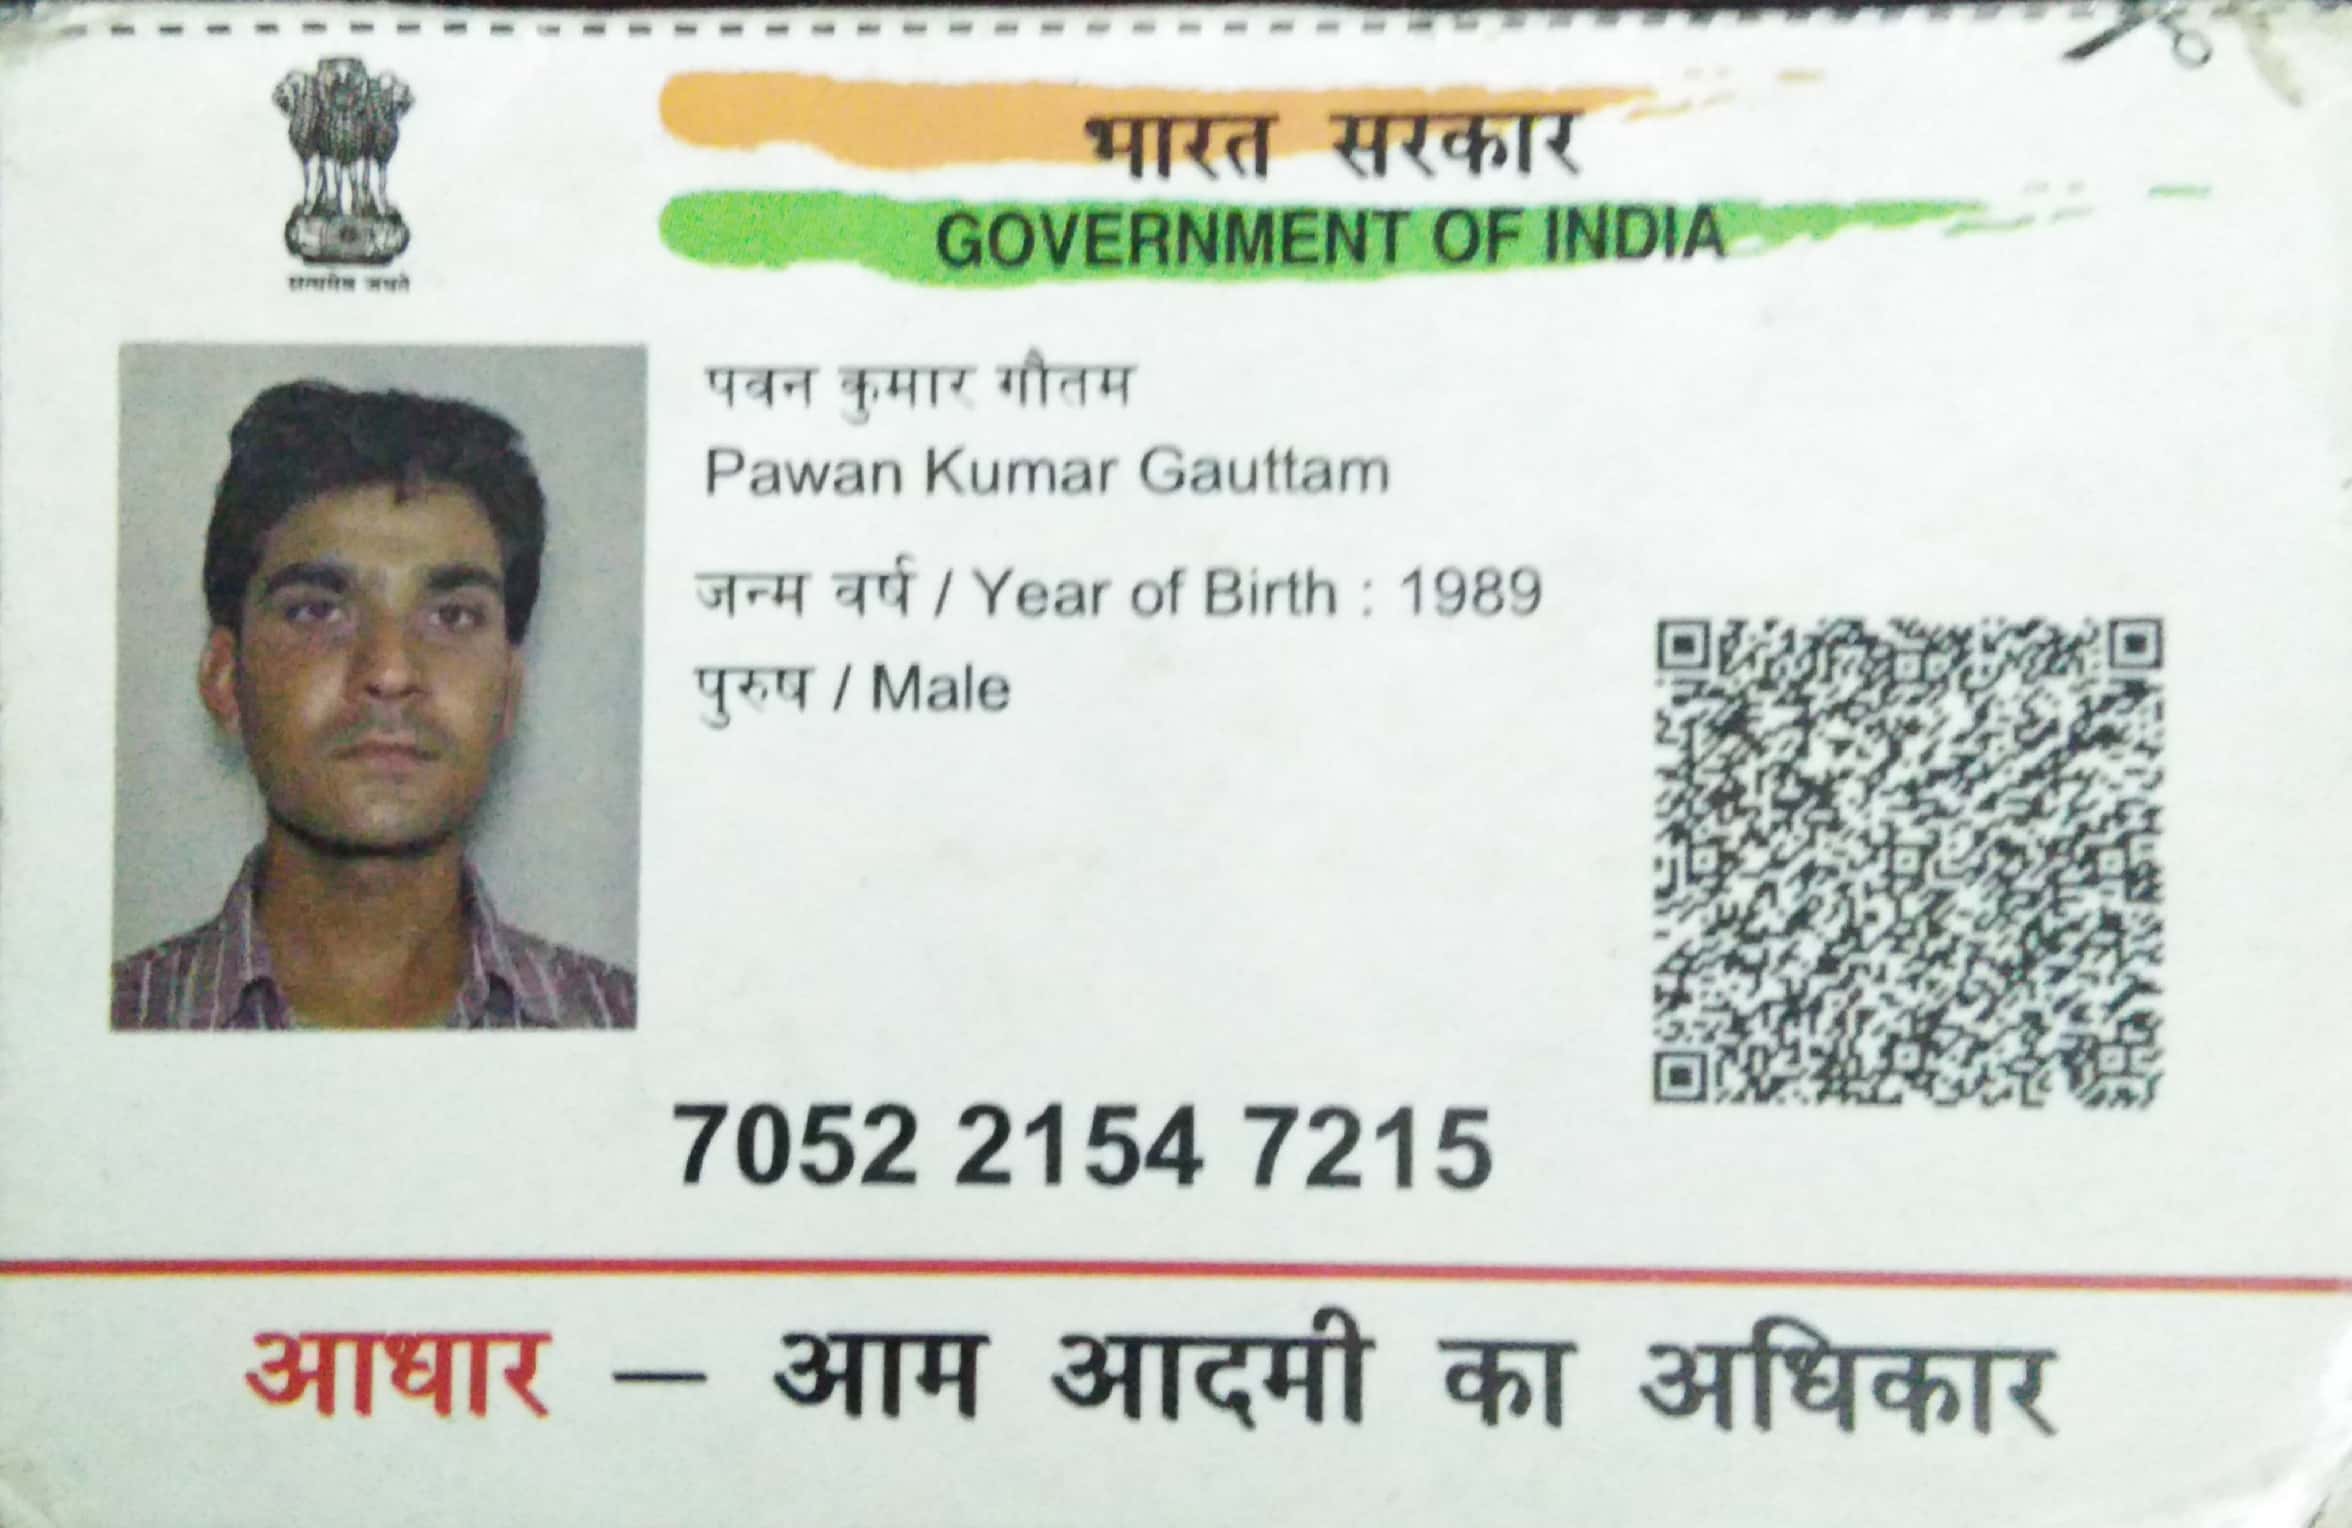 भारत सरकार
GOVERNMENT OF INDIA
सत्यमेव जयते
पवन कुमार गौतम
Pawan Kumar Gauttam
जन्म वर्ष / Year of Birth : 1989
पुरुष / Male
7052 2154 7215
आधार – आम आदमी का अधिकार